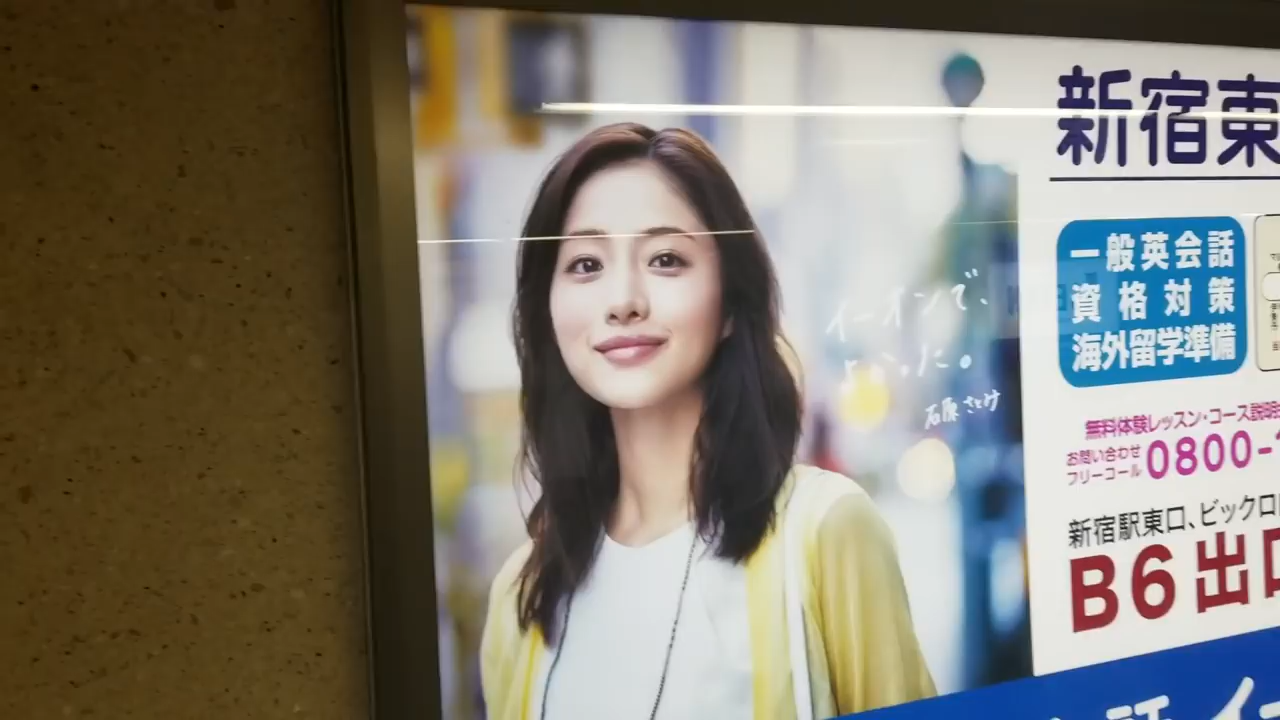 新宿東
一般英会話
資格対策
海外留学準備
無料体験レッスン・コース説明
お問い合わせ
フリーコール
0800-
新宿駅東口、ビックロ
B6出口
イーオンで、
よかった。
石原さとみ
話 イ